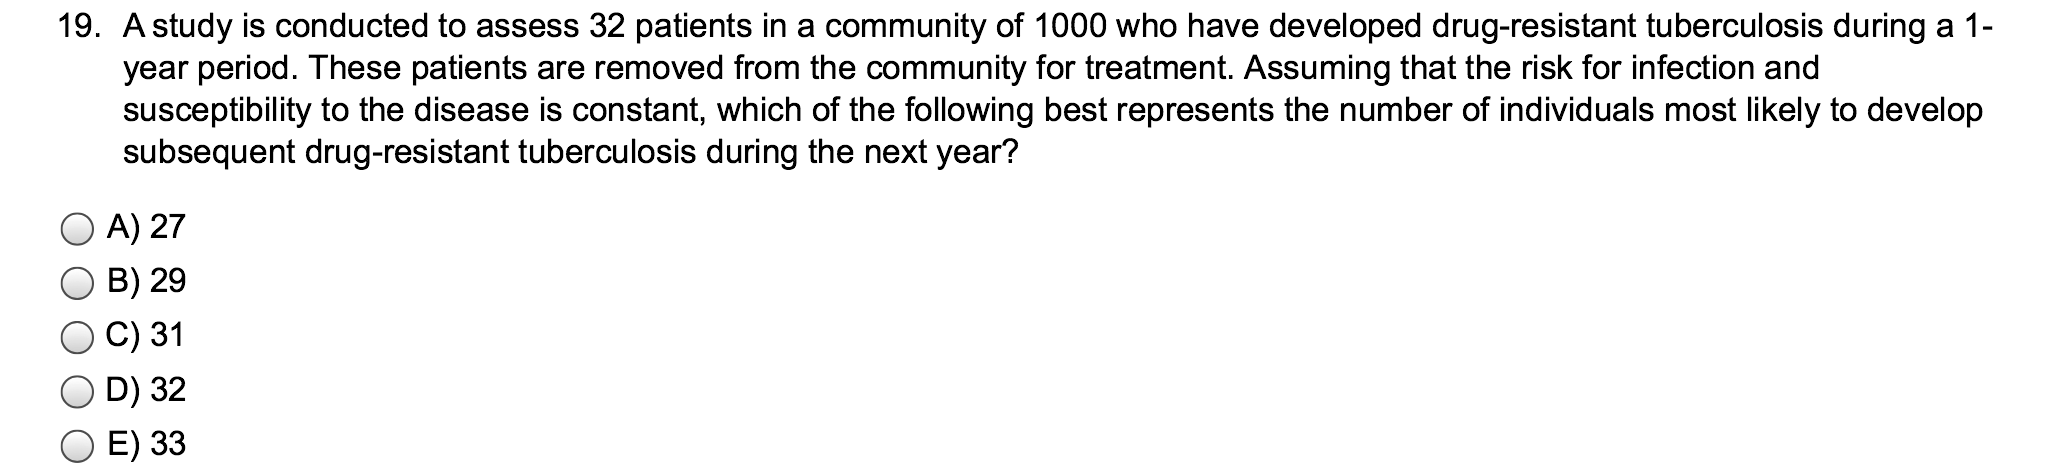 19. A study is conducted to assess 32 patients in a community of 1000 who have developed drug-resistant tuberculosis during a 1-
year period. These patients are removed from the community for treatment. Assuming that the risk for infection and
susceptibility to the disease is constant, which of the following best represents the number of individuals most likely to develop
subsequent drug-resistant tuberculosis during the next year?
A) 27
B) 29
C) 31
D) 32
E) 33